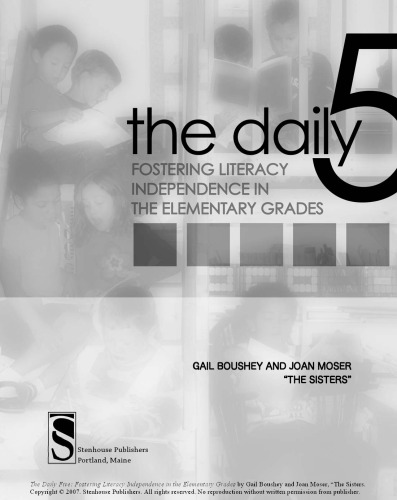 the daily 5
FOSTERING LITERACY
INDEPENDENCE IN
THE ELEMENTARY GRADES
GAIL BOUSHEY AND JOAN MOSER
"THE SISTERS"
S
Stenhouse Publishers
Portland, Maine
The Daily Five: Fostering Literacy Independence in the Elementary Grades by Gail Boushey and Joan Moser, "The Sisters.
Copyright © 2007. Stenhouse Publishers. All rights reserved. No reproduction without written permission from publisher.